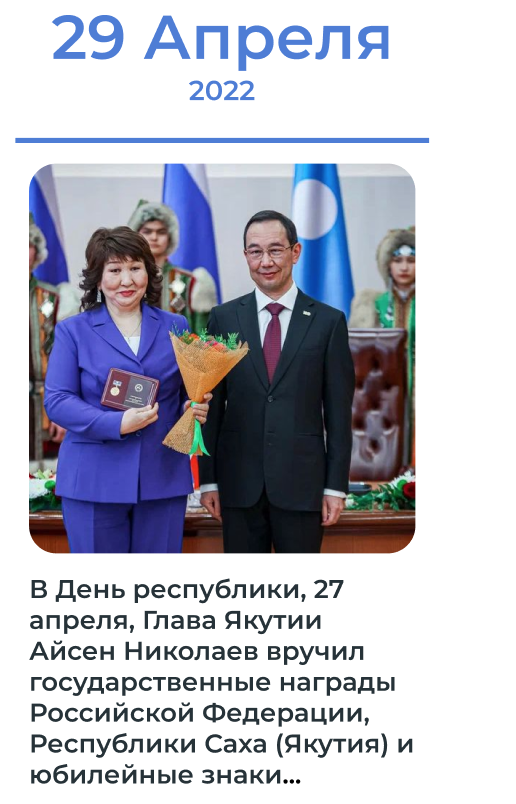 29 Апреля
2022
В День республики, 27
апреля, Глава Якутии
Айсен Николаев вручил
государственные награды
Российской Федерации,
Республики Саха (Якутия) и
юбилейные знаки...